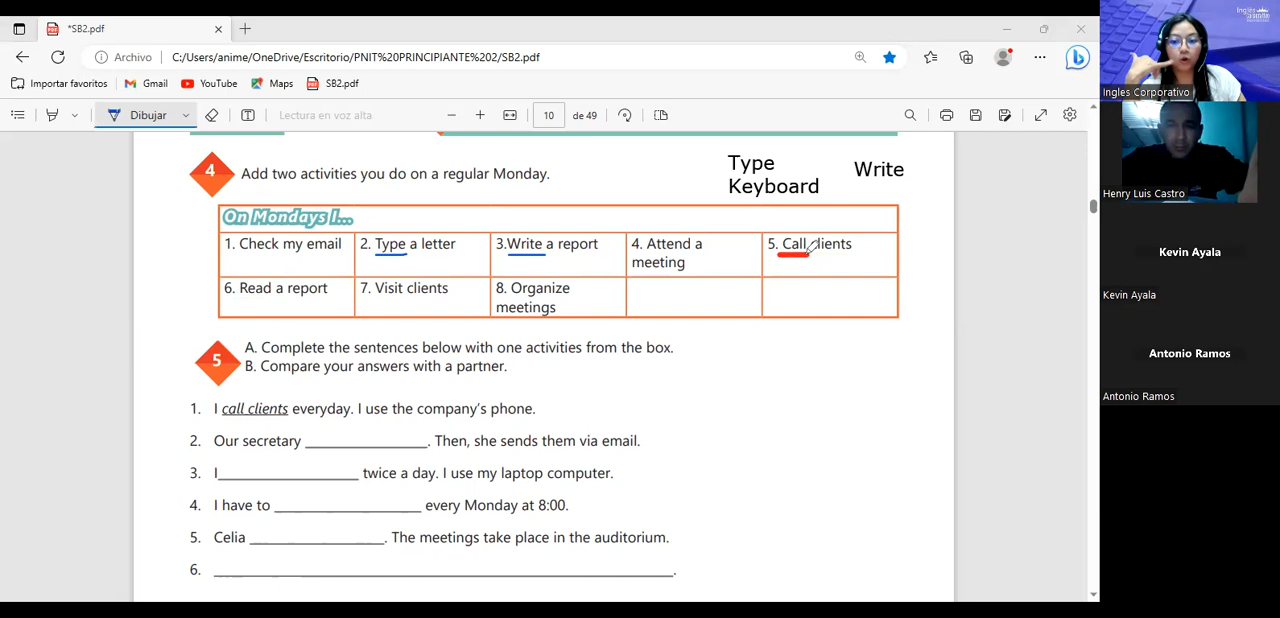 *SB2.pdf
Archivo C:/Users/anime/OneDrive/Escritorio/PNIT%20PRINCIPIANTE%202/SB2.pdf
Importar favoritos Gmail YouTube Maps SB2.pdf
Dibujar Lectura en voz alta 10 de 49
4 Add two activities you do on a regular Monday.
Type Write
Keyboard
On Mondays I...
1. Check my email 2. Type a letter 3.Write a report 4. Attend a meeting 5. Call clients
6. Read a report 7. Visit clients 8. Organize meetings
5 A. Complete the sentences below with one activities from the box.
B. Compare your answers with a partner.
1. I call clients everyday. I use the company's phone.
2. Our secretary ________________. Then, she sends them via email.
3. I__________________ twice a day. I use my laptop computer.
4. I have to ___________________ every Monday at 8:00.
5. Celia __________________. The meetings take place in the auditorium.
6. ____________________________________________________________.
Ingles Corporativo
Henry Luis Castro
Kevin Ayala
Kevin Ayala
Antonio Ramos
Antonio Ramos